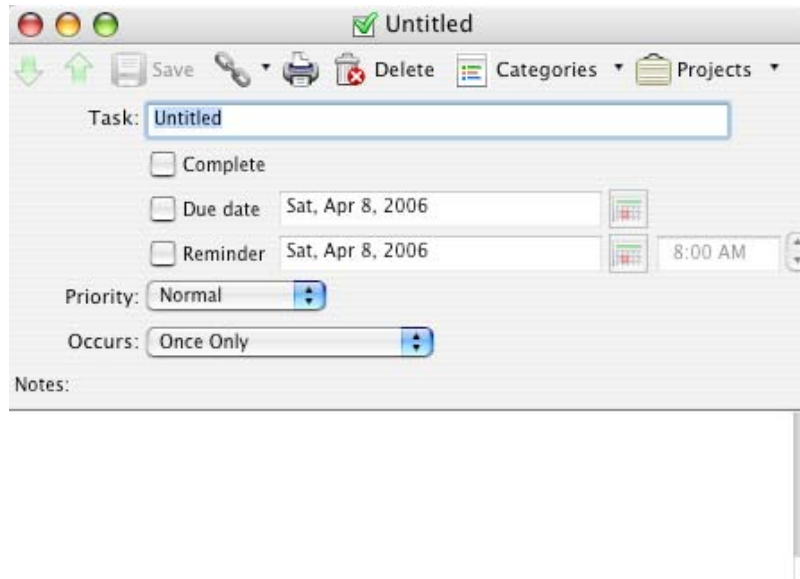 Untitled
Save Delete Categories Projects
Task: Untitled
Complete
Due date Sat, Apr 8, 2006
Reminder Sat, Apr 8, 2006 8:00 AM
Priority: Normal
Occurs: Once Only
Notes: